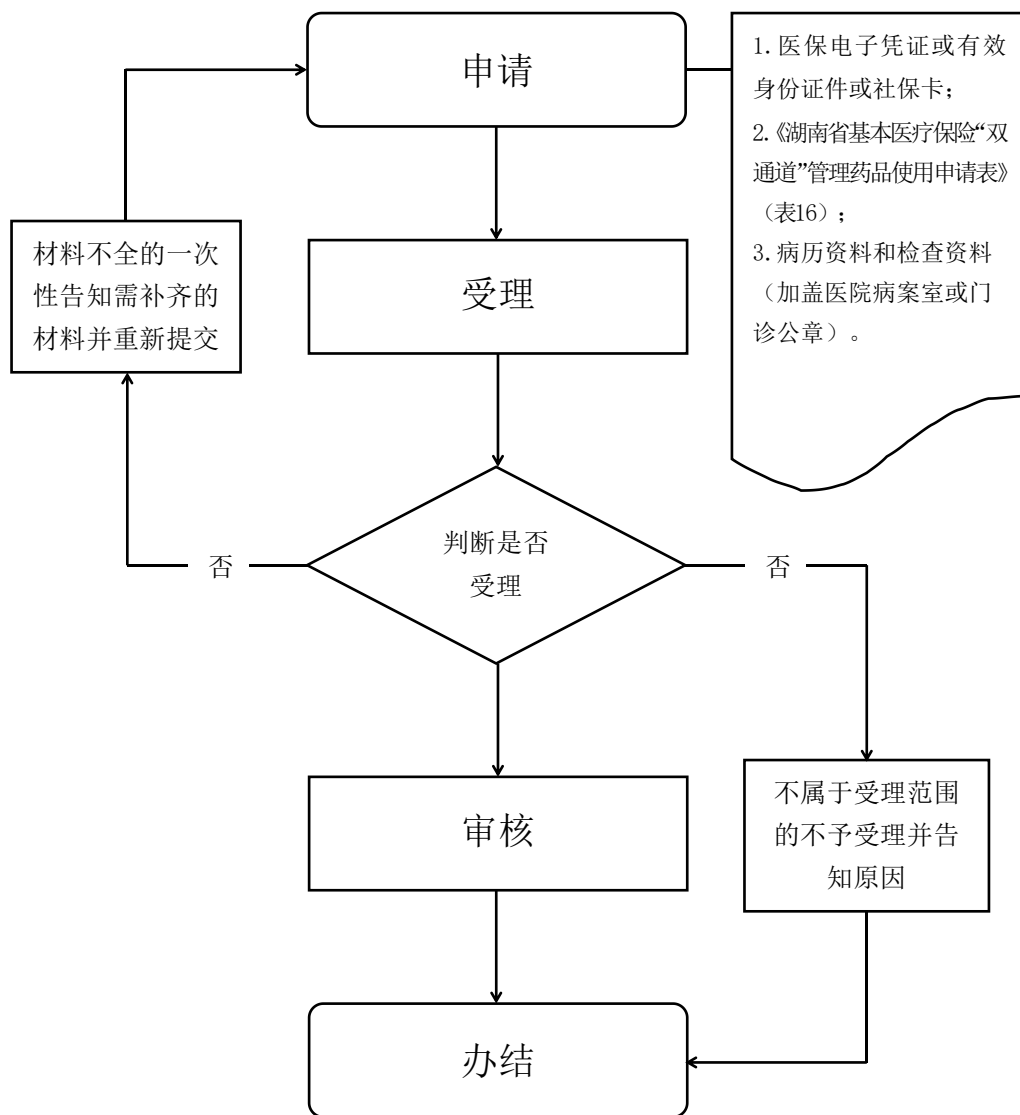 申请
1.医保电子凭证或有效
身份证件或社保卡；
2.《湖南省基本医疗保险“双
通道”管理药品使用申请表》
（表16）；
3.病历资料和检查资料
（加盖医院病案室或门
诊公章）。
材料不全的一次
性告知需补齐的
材料并重新提交
受理
判断是否
受理
否
否
审核
不属于受理范围
的不予受理并告
知原因
办结